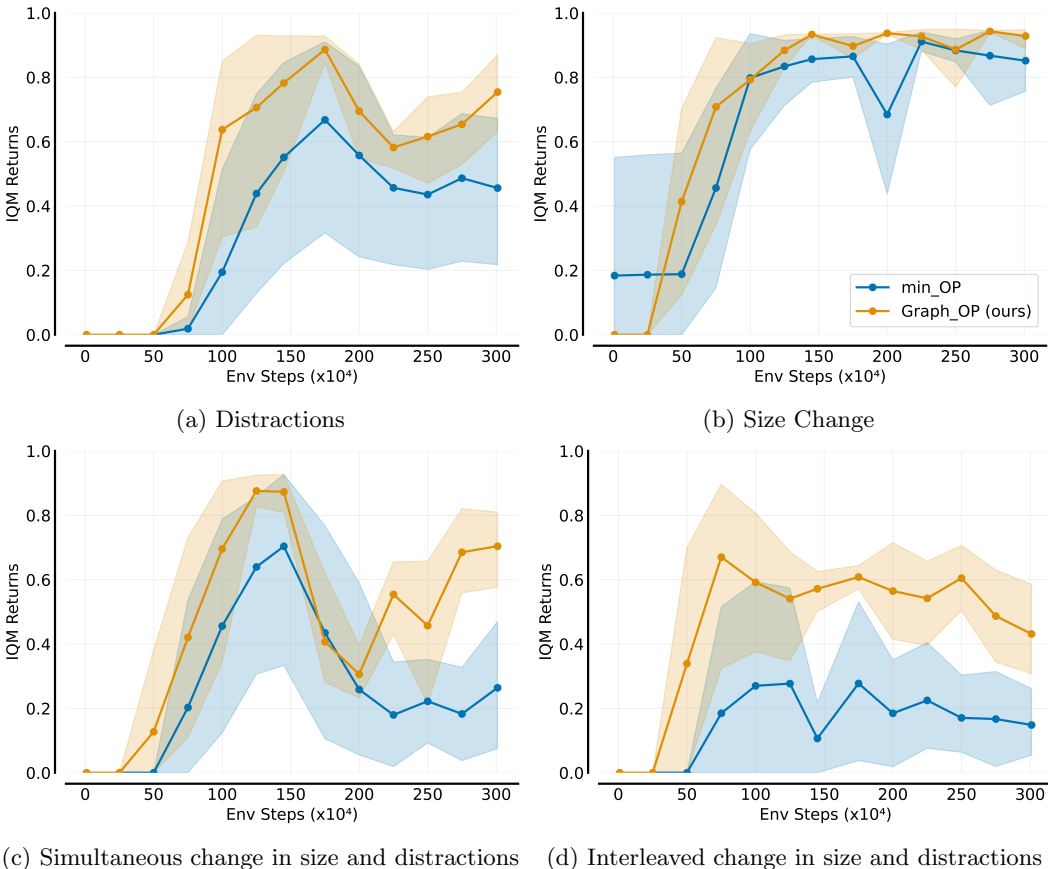 1.0
0.8
0.6
0.4
0.2
0.0
IQM Returns
0 50 100 150 200 250 300
Env Steps (x10⁴)
(a) Distractions
1.0
0.8
0.6
0.4
0.2
0.0
IQM Returns
min_OP
Graph_OP (ours)
0 50 100 150 200 250 300
Env Steps (x10⁴)
(b) Size Change
1.0
0.8
0.6
0.4
0.2
0.0
IQM Returns
0 50 100 150 200 250 300
Env Steps (x10⁴)
(c) Simultaneous change in size and distractions
1.0
0.8
0.6
0.4
0.2
0.0
IQM Returns
0 50 100 150 200 250 300
Env Steps (x10⁴)
(d) Interleaved change in size and distractions